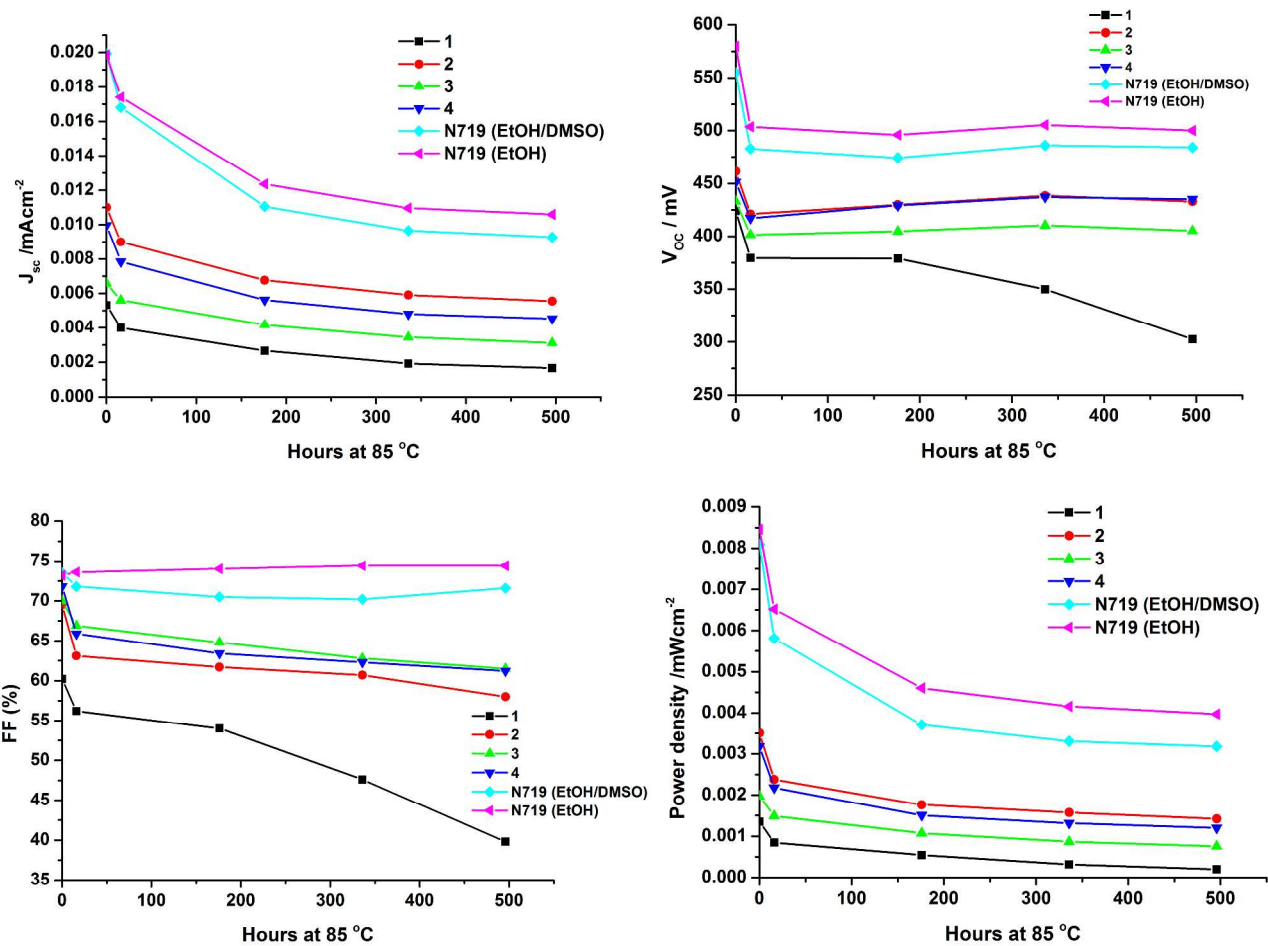 1
2
3
4
N719 (EtOH/DMSO)
N719 (EtOH)
0.020
0.018
0.016
0.014
0.012
0.010
0.008
0.006
0.004
0.002
0.000
Jsc /mAcm-2
0 100 200 300 400 500
Hours at 85 °C
1
2
3
4
N719 (EtOH/DMSO)
N719 (EtOH)
600
550
500
450
400
350
300
250
VOC / mV
0 100 200 300 400 500
Hours at 85 °C
80
75
70
65
60
55
50
45
40
35
FF (%)
1
2
3
4
N719 (EtOH/DMSO)
N719 (EtOH)
0 100 200 300 400 500
Hours at 85 °C
0.009
0.008
0.007
0.006
0.005
0.004
0.003
0.002
0.001
0.000
Power density /mWcm-2
1
2
3
4
N719 (EtOH/DMSO)
N719 (EtOH)
0 100 200 300 400 500
Hours at 85 °C